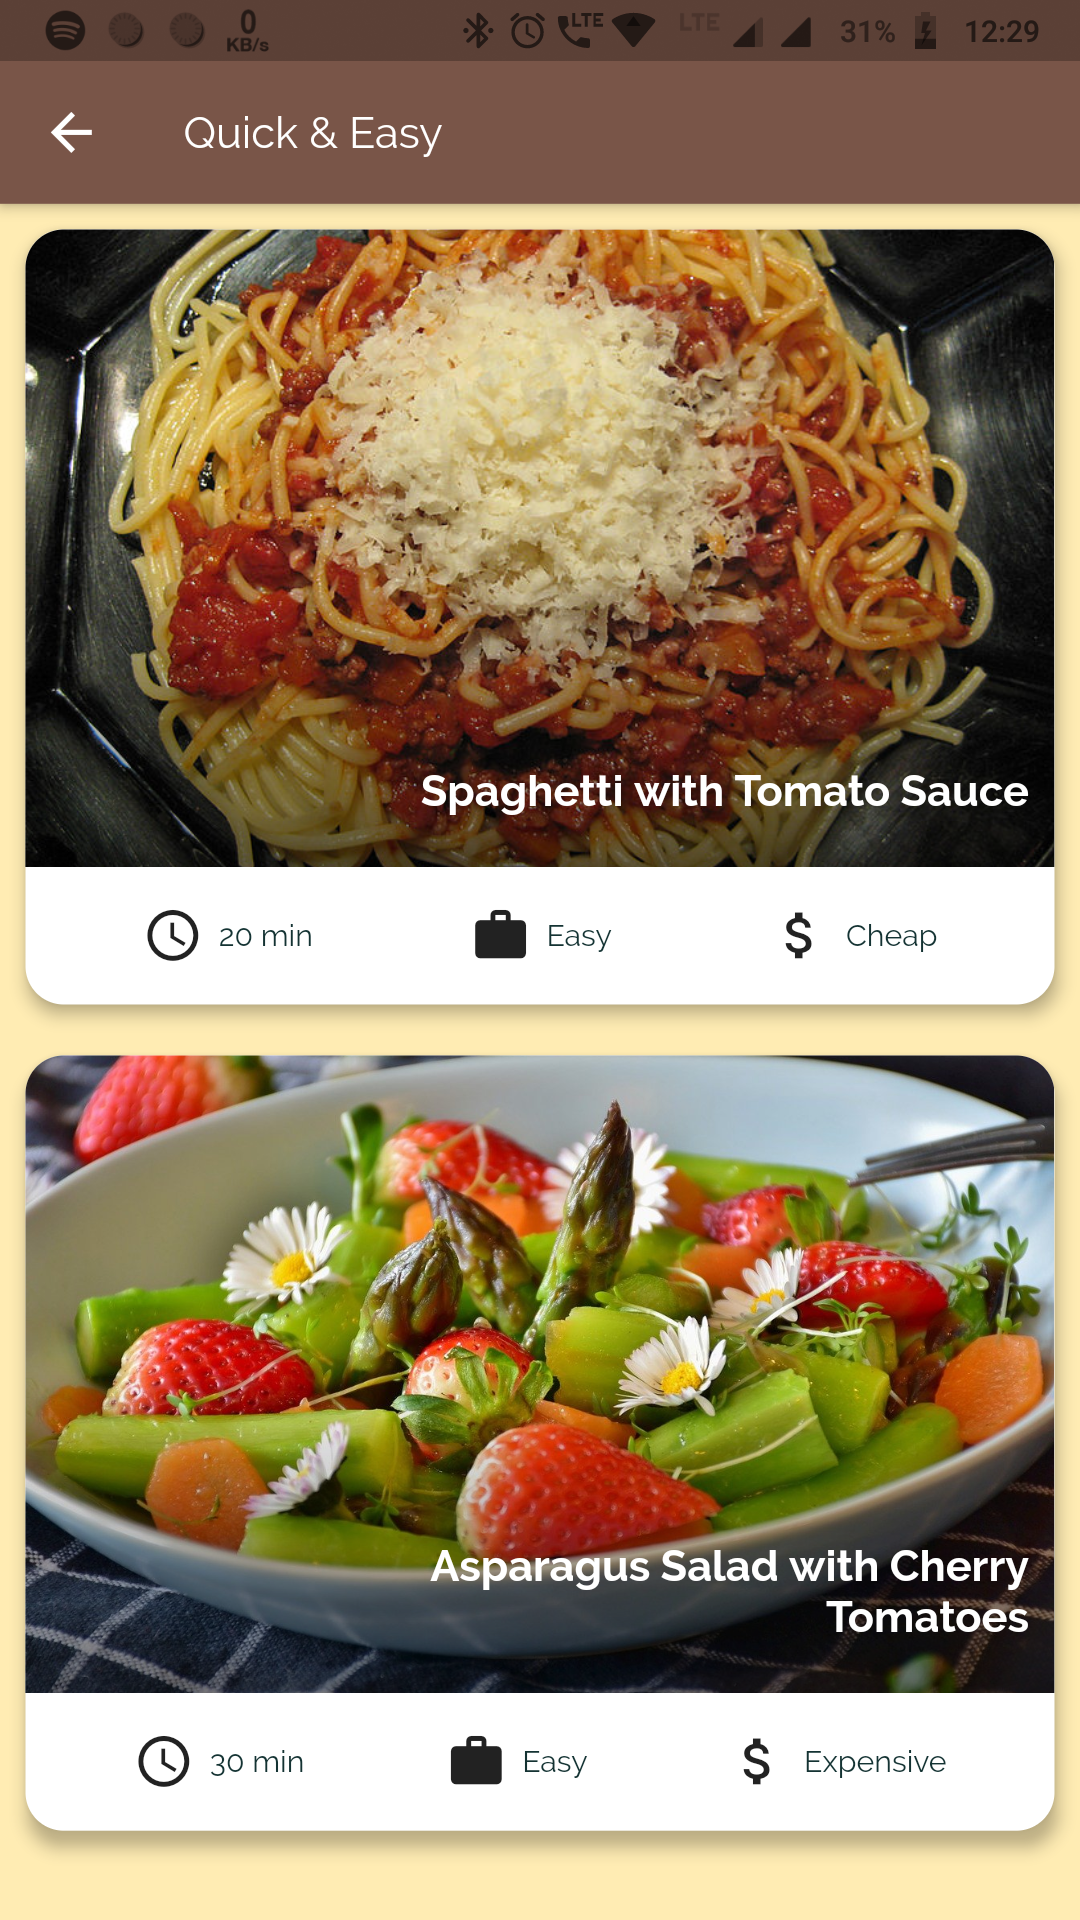 0
KB/s
LTE
LTE
31%
12:29
Quick & Easy
Spaghetti with Tomato Sauce
20 min
Easy
Cheap
Asparagus Salad with Cherry
Tomatoes
30 min
Easy
Expensive